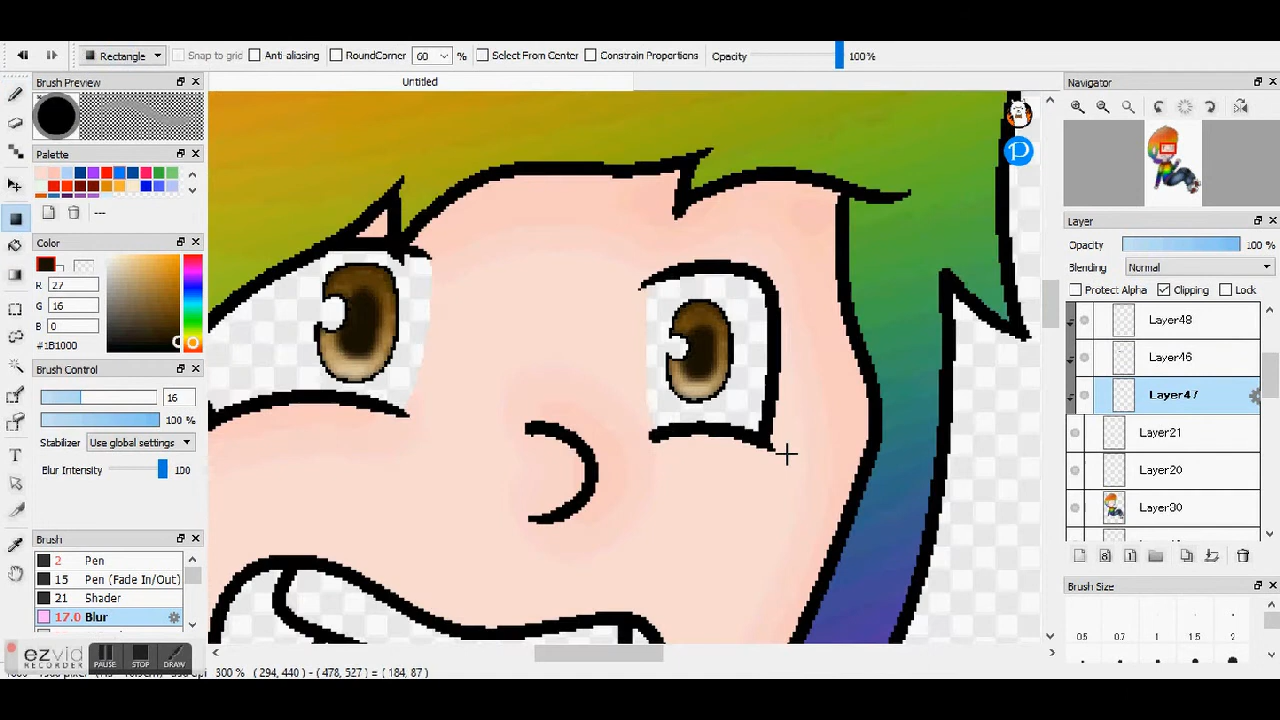 Rectangle Snap to grid Anti-aliasing RoundCorner 60 % Select From Center Constrain Proportions Opacity 100%
Brush Preview
Untitled
Navigator
Palette
---
P
Color
R 27
G 16
B 0
#1B1000
Layer
Opacity 100 %
Blending Normal
Protect Alpha Clipping Lock
Layer48
Layer46
Layer47
Layer21
Layer20
Layer30
Brush Control
16
100 %
Stabilizer Use global settings
Blur Intensity 100
Brush
2 Pen
15 Pen (Fade In/Out)
21 Shader
17.0 Blur
Brush Size
0.5 0.7 1 1.5 2
ezvid
RECORDER
PAUSE STOP DRAW
300 % ( 294, 440 ) - ( 478, 527 ) = ( 184, 87 )